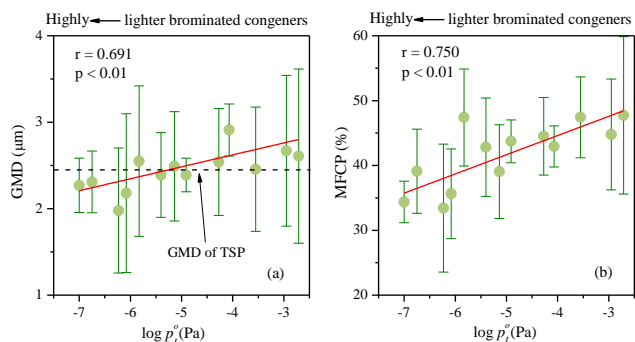 Highly ← lighter brominated congeners
r = 0.691
p < 0.01
GMD (μm)
4
3
2
1
GMD of TSP
(a)
-7 -6 -5 -4 -3
log p_L^o (Pa)
Highly ← lighter brominated congeners
r = 0.750
p < 0.01
MFCP (%)
60
50
40
30
20
(b)
-7 -6 -5 -4 -3
log p_L^o (Pa)